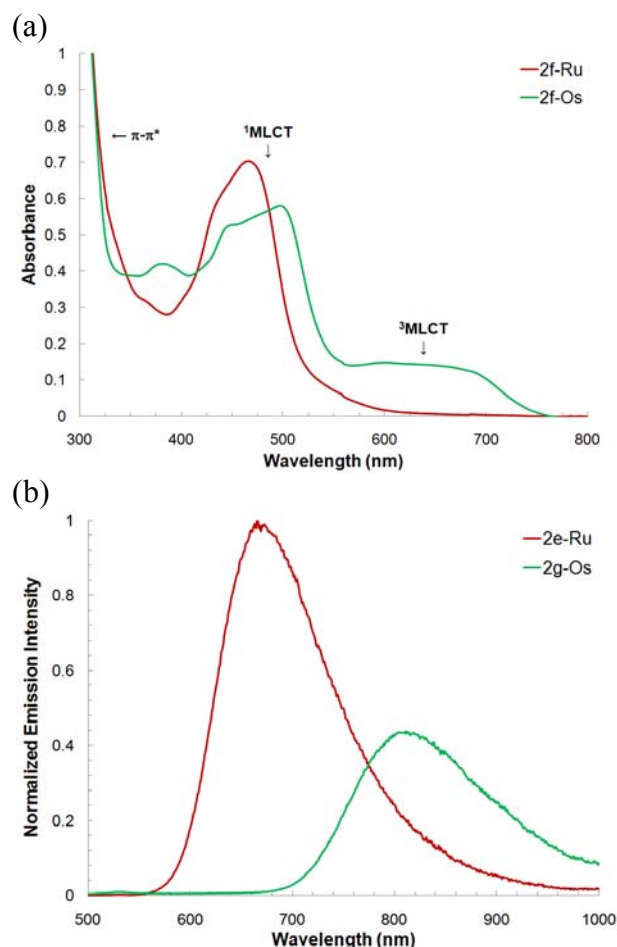 (a)
1
0.9
0.8
0.7
0.6
0.5
0.4
0.3
0.2
0.1
0
Absorbance
← π-π*
¹MLCT
↓
³MLCT
↓
2f-Ru
2f-Os
300 400 500 600 700 800
Wavelength (nm)
(b)
1
0.8
0.6
0.4
0.2
0
Normalized Emission Intensity
2e-Ru
2g-Os
500 600 700 800 900 1000
Wavelength (nm)